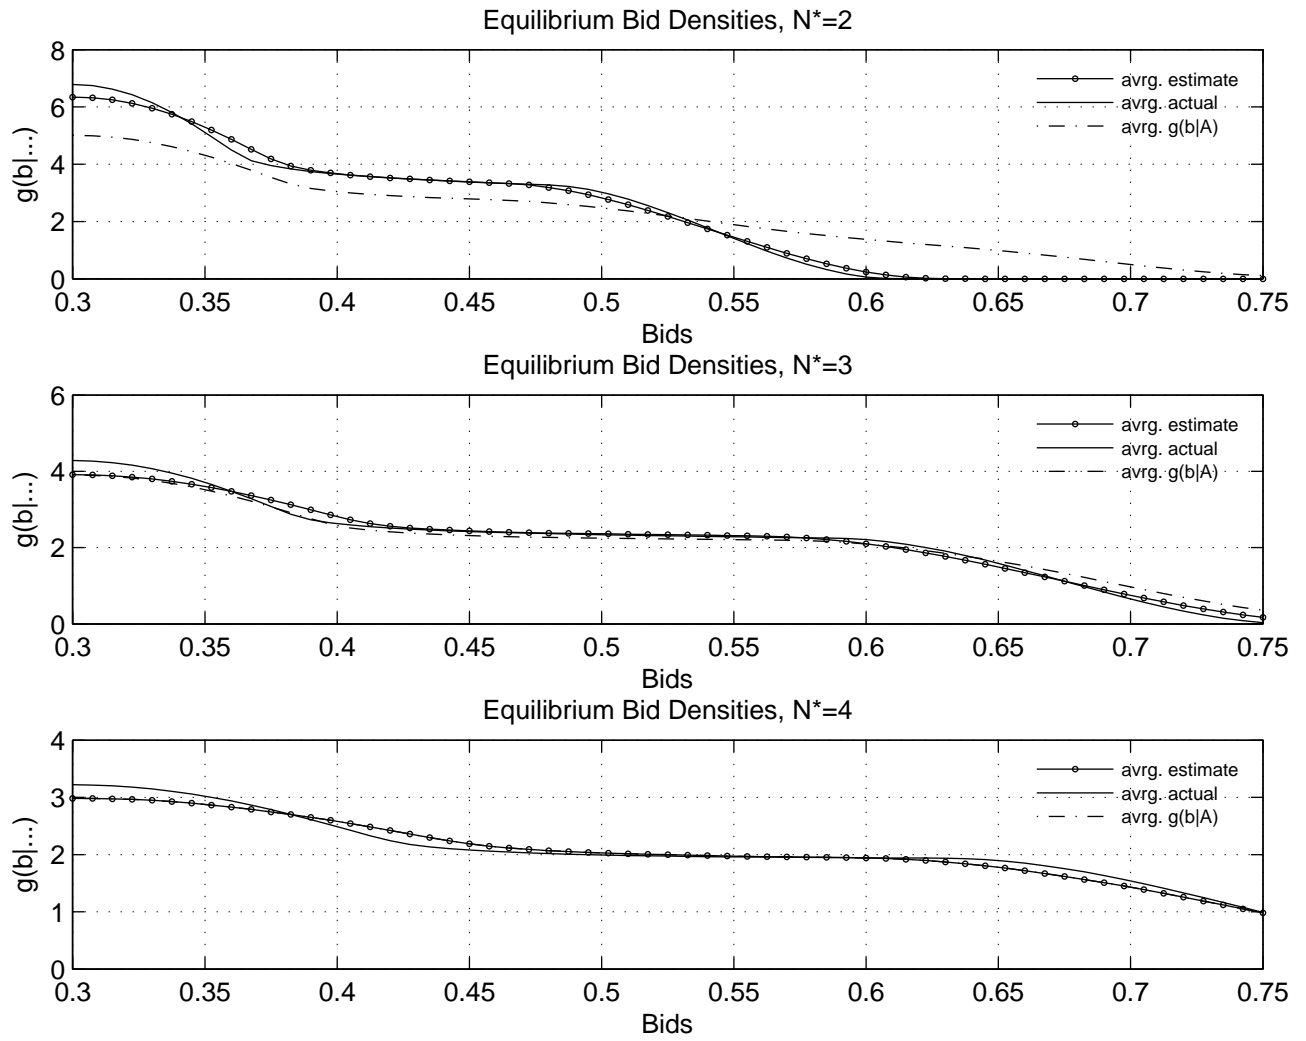 Equilibrium Bid Densities, N*=2
g(b|...)
8
6
4
2
0
avrg. estimate
avrg. actual
avrg. g(b|A)
0.3 0.35 0.4 0.45 0.5 0.55 0.6 0.65 0.7 0.75
Bids
Equilibrium Bid Densities, N*=3
g(b|...)
6
4
2
0
avrg. estimate
avrg. actual
avrg. g(b|A)
0.3 0.35 0.4 0.45 0.5 0.55 0.6 0.65 0.7 0.75
Bids
Equilibrium Bid Densities, N*=4
g(b|...)
4
3
2
1
0
avrg. estimate
avrg. actual
avrg. g(b|A)
0.3 0.35 0.4 0.45 0.5 0.55 0.6 0.65 0.7 0.75
Bids